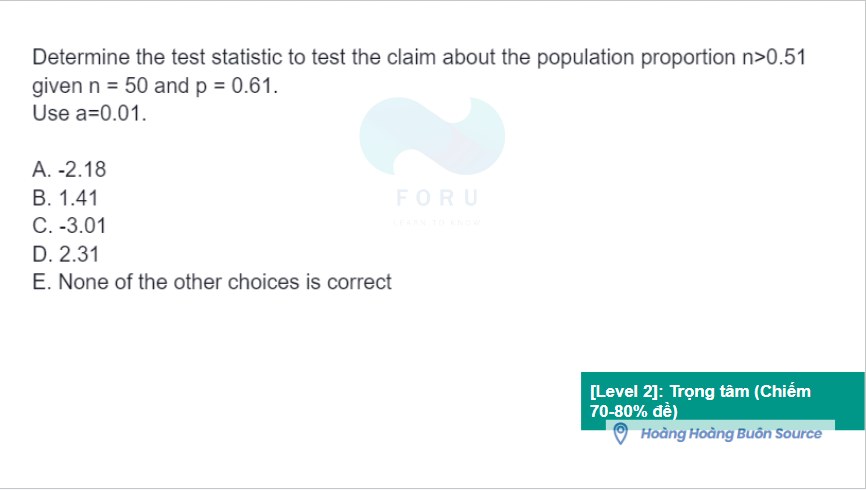 Determine the test statistic to test the claim about the population proportion n>0.51
given n = 50 and p = 0.61.
Use a=0.01.
A. -2.18
B. 1.41
C. -3.01
D. 2.31
E. None of the other choices is correct
FORU
[Level 2]: Trọng tâm (Chiếm
70-80% đề)
Hoàng Hoàng Buồn Source